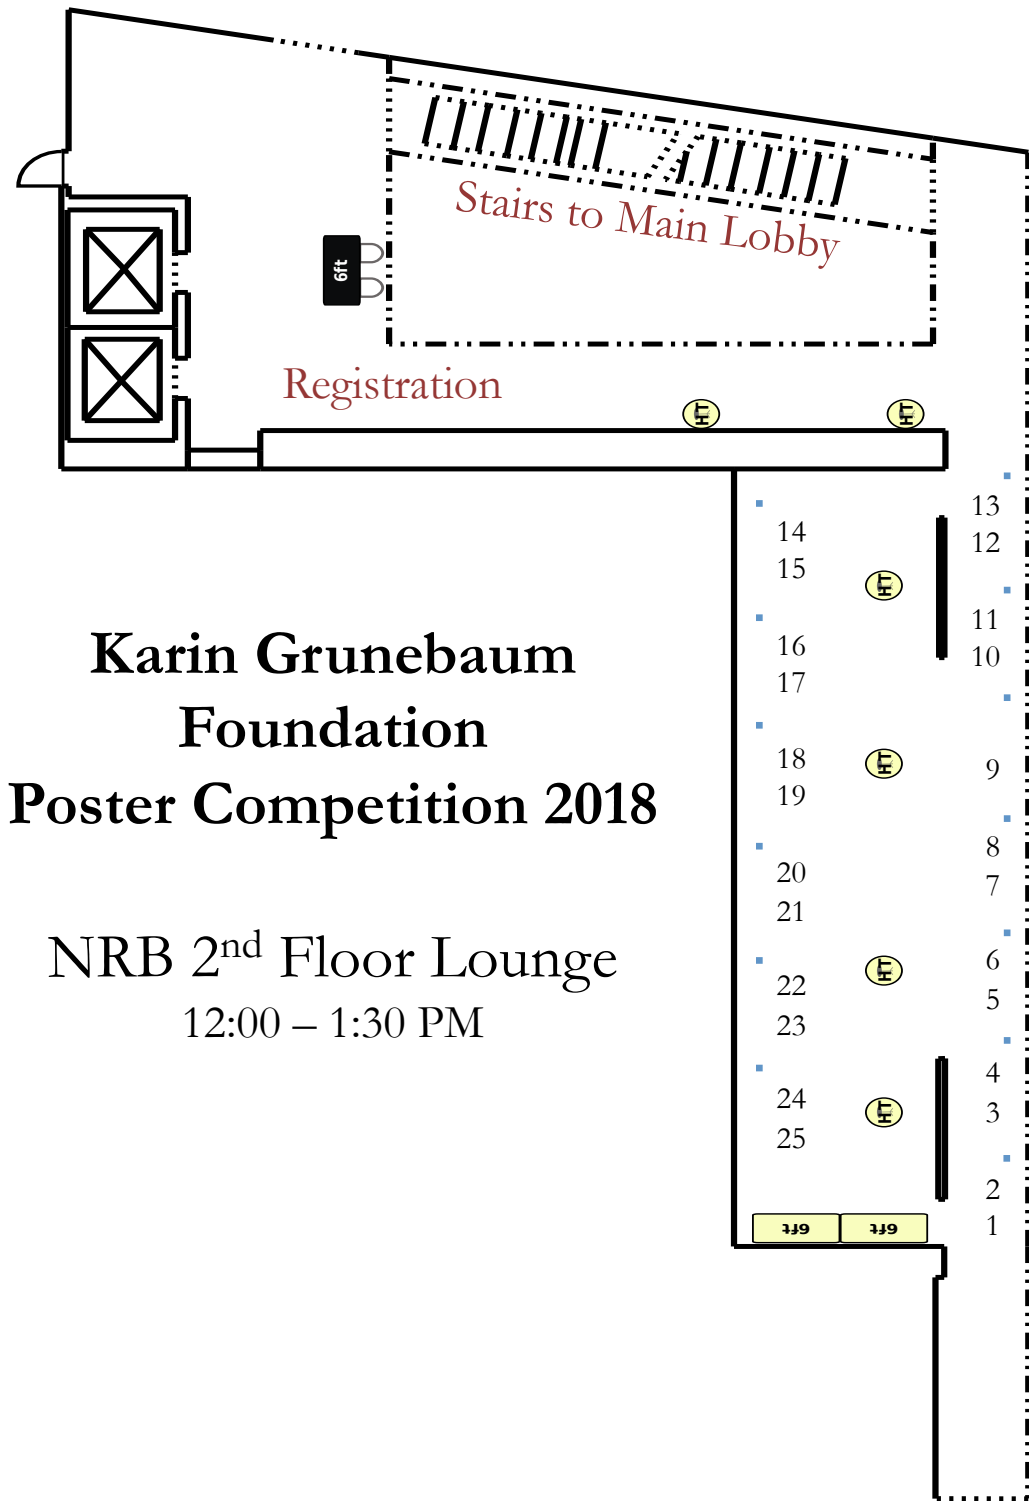 Stairs to Main Lobby
6ft
Registration
HT
HT
13
14
12
15
HT
11
16
10
17
18
HT
9
19
8
20
7
21
6
22
HT
5
23
4
24
HT
3
25
2
6ft
6ft
1
Karin Grunebaum
Foundation
Poster Competition 2018
NRB 2nd Floor Lounge
12:00 – 1:30 PM